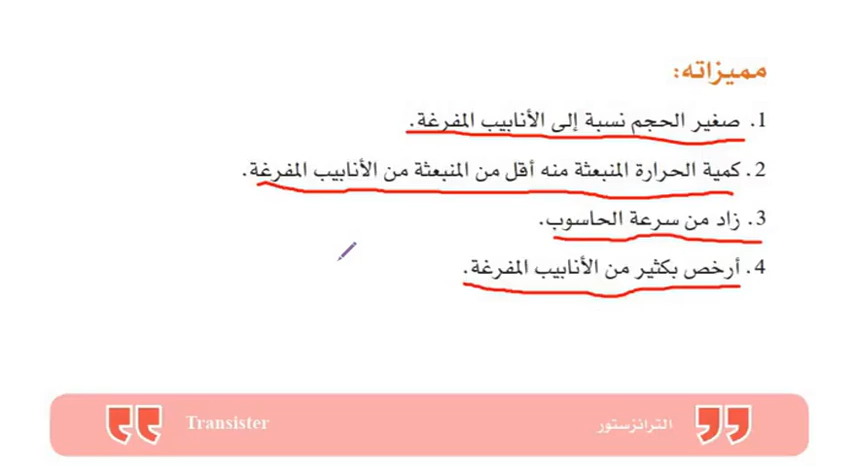 مميزاته:
1. صغير الحجم نسبة إلى الأنابيب المفرغة.
2. كمية الحرارة المنبعثة منه أقل من المنبعثة من الأنابيب المفرغة.
3. زاد من سرعة الحاسوب.
4. أرخص بكثير من الأنابيب المفرغة.
الترانزستور Transister